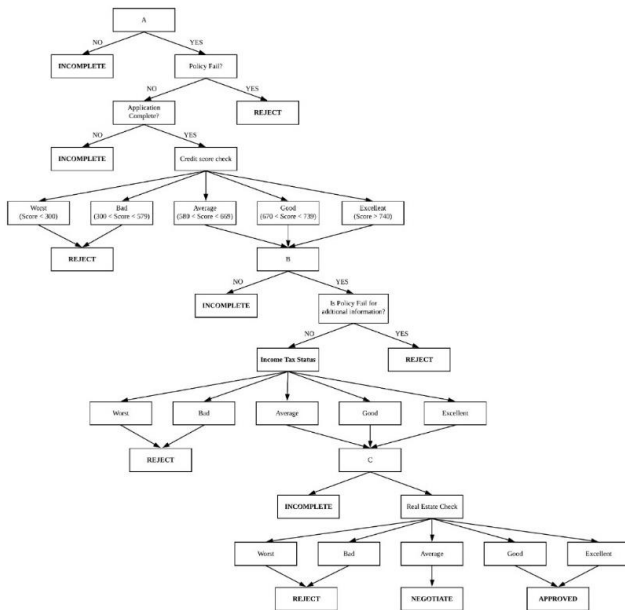 A
NO YES
INCOMPLETE Policy Fail?
NO YES
Application
Complete?
REJECT
NO YES
INCOMPLETE Credit score check
Worst
(Score < 300)
Bad
(300 < Score < 579)
Average
(580 < Score < 669)
Good
(670 < Score < 739)
Excellent
(Score > 740)
REJECT
B
NO YES
INCOMPLETE
Is Policy Fail for
additional information?
NO YES
Income Tax Status REJECT
Worst Bad Average Good Excellent
REJECT
C
INCOMPLETE Real Estate Check
Worst Bad Average Good Excellent
REJECT NEGOTIATE APPROVED